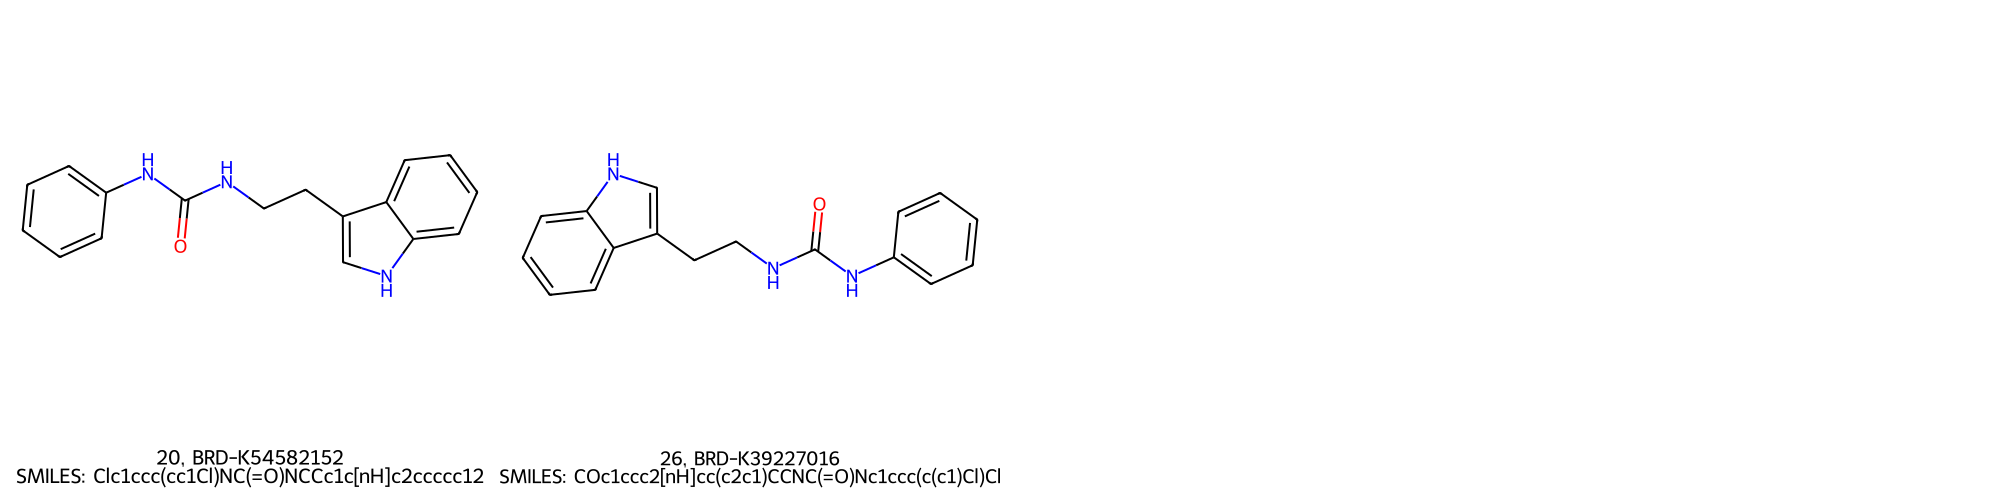 H
N
H
N
O
N
H
H
N
O
N
H
N
H
20, BRD-K54582152
SMILES: Clc1ccc(cc1Cl)NC(=O)NCCc1c[nH]c2ccccc12
26, BRD-K39227016
SMILES: COc1ccc2[nH]cc(c2c1)CCNC(=O)Nc1ccc(c(c1)Cl)Cl